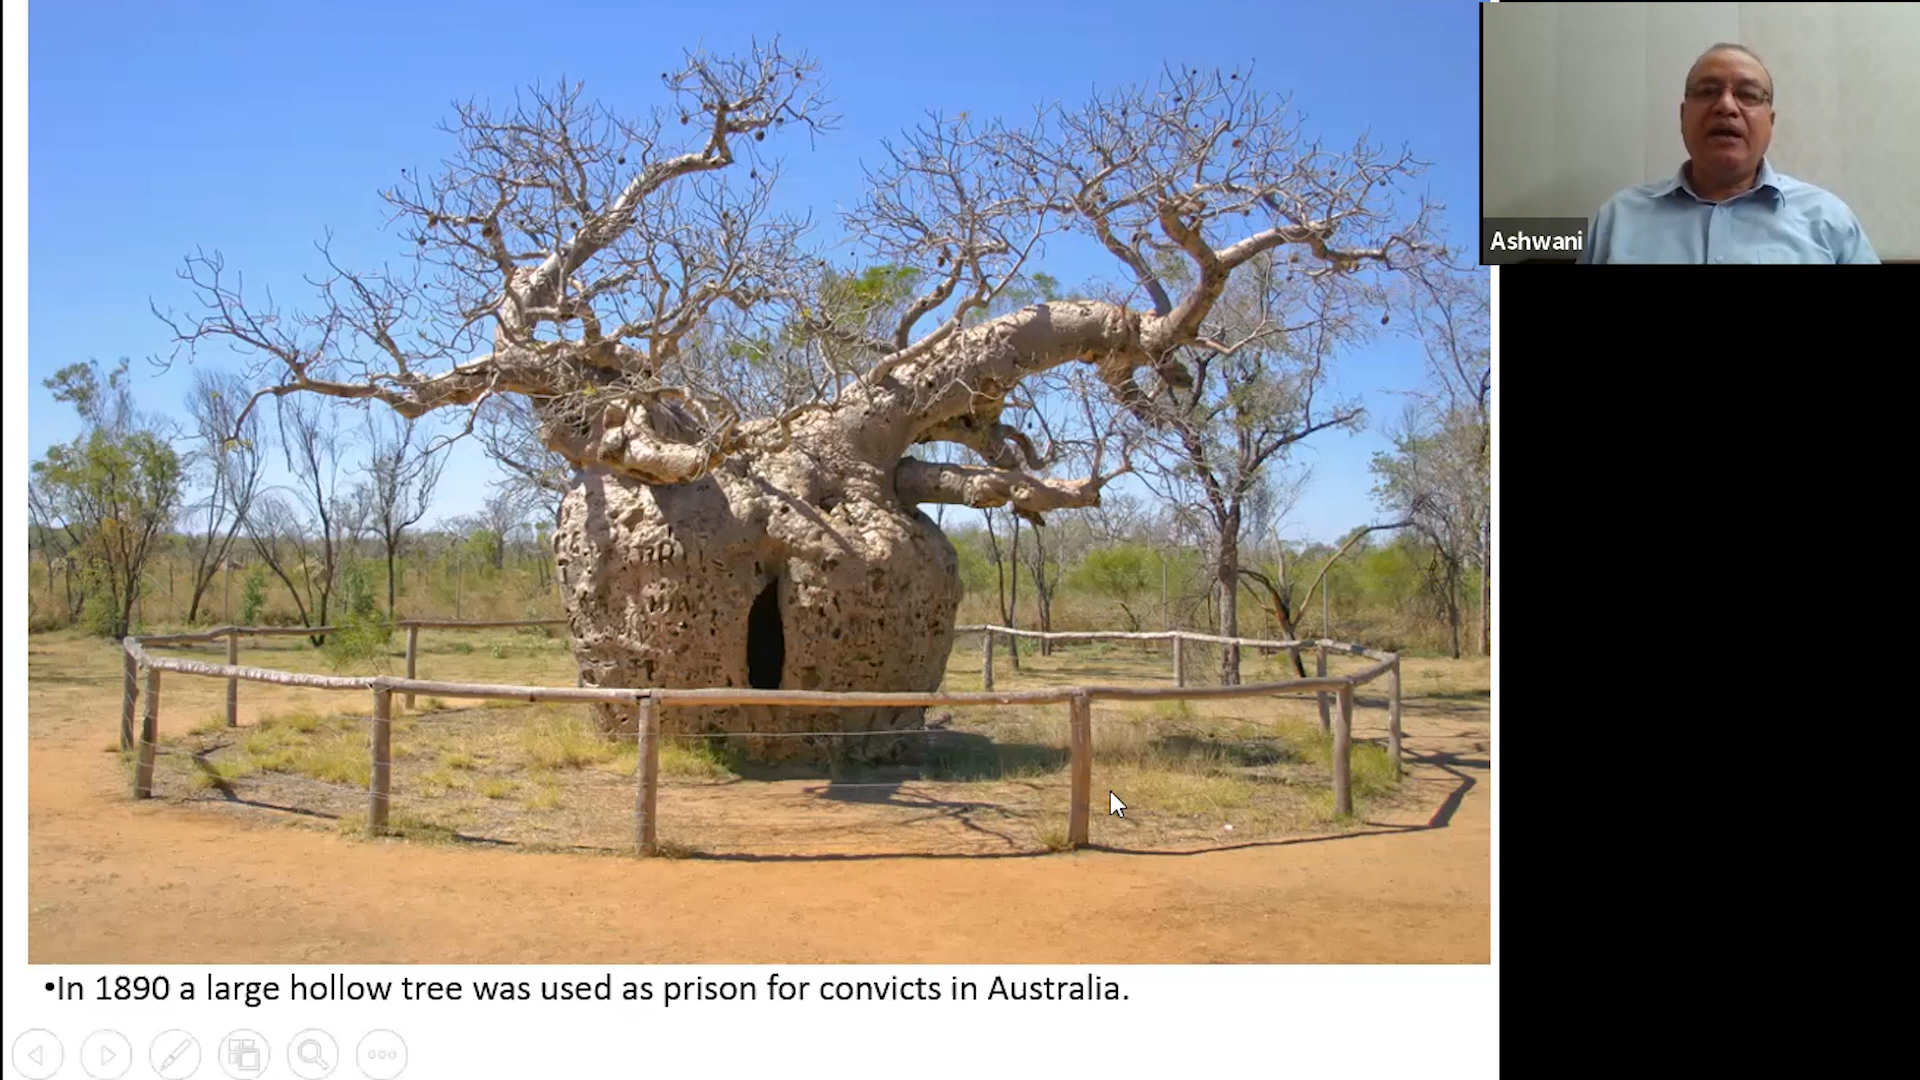 Ashwani
•In 1890 a large hollow tree was used as prison for convicts in Australia.